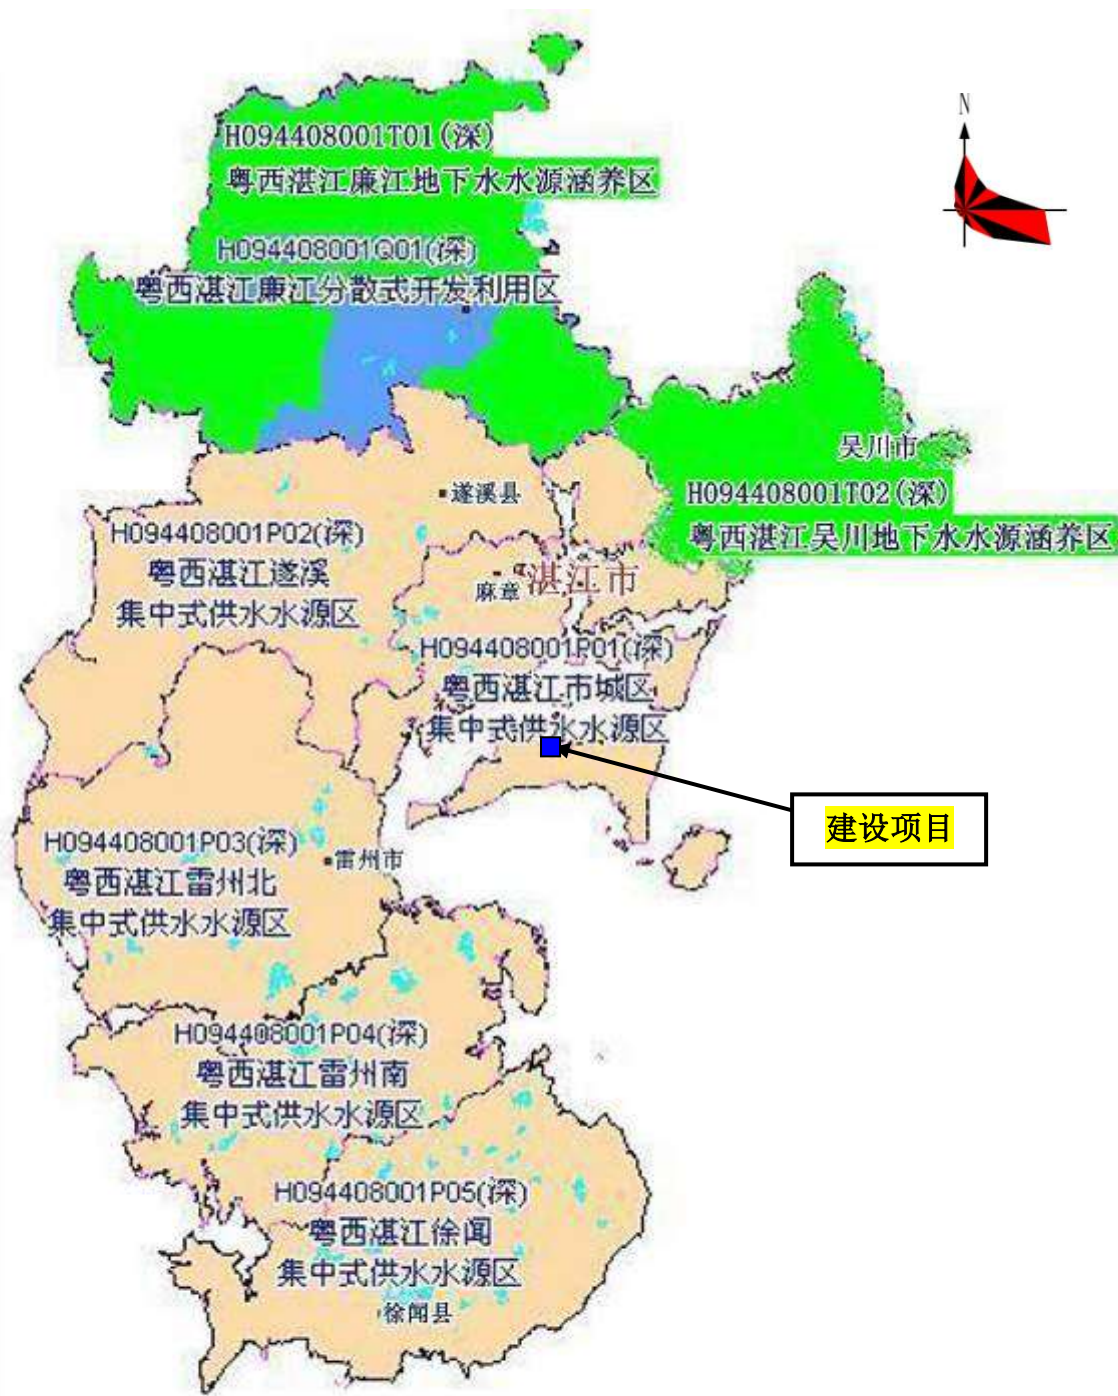 N
H094408001T01(深)
粤西湛江廉江地下水水源涵养区
H094408001Q01(深)
粤西湛江廉江分散式开发利用区
吴川市
H094408001T02(深)
粤西湛江吴川地下水水源涵养区
遂溪县
H094408001P02(深)
粤西湛江遂溪
集中式供水水源区
麻章
湛江市
H094408001P01(深)
粤西湛江市城区
集中式供水水源区
建设项目
H094408001P03(深)
粤西湛江雷州北
集中式供水水源区
雷州市
H094408001P04(深)
粤西湛江雷州南
集中式供水水源区
H094408001P05(深)
粤西湛江徐闻
集中式供水水源区
徐闻县